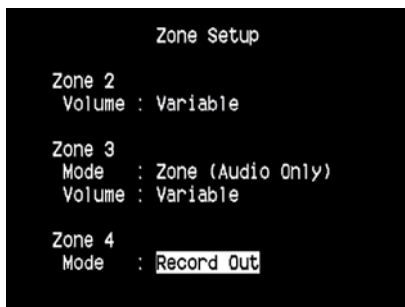 Zone Setup
Zone 2
Volume : Variable
Zone 3
Mode : Zone (Audio Only)
Volume : Variable
Zone 4
Mode : Record Out